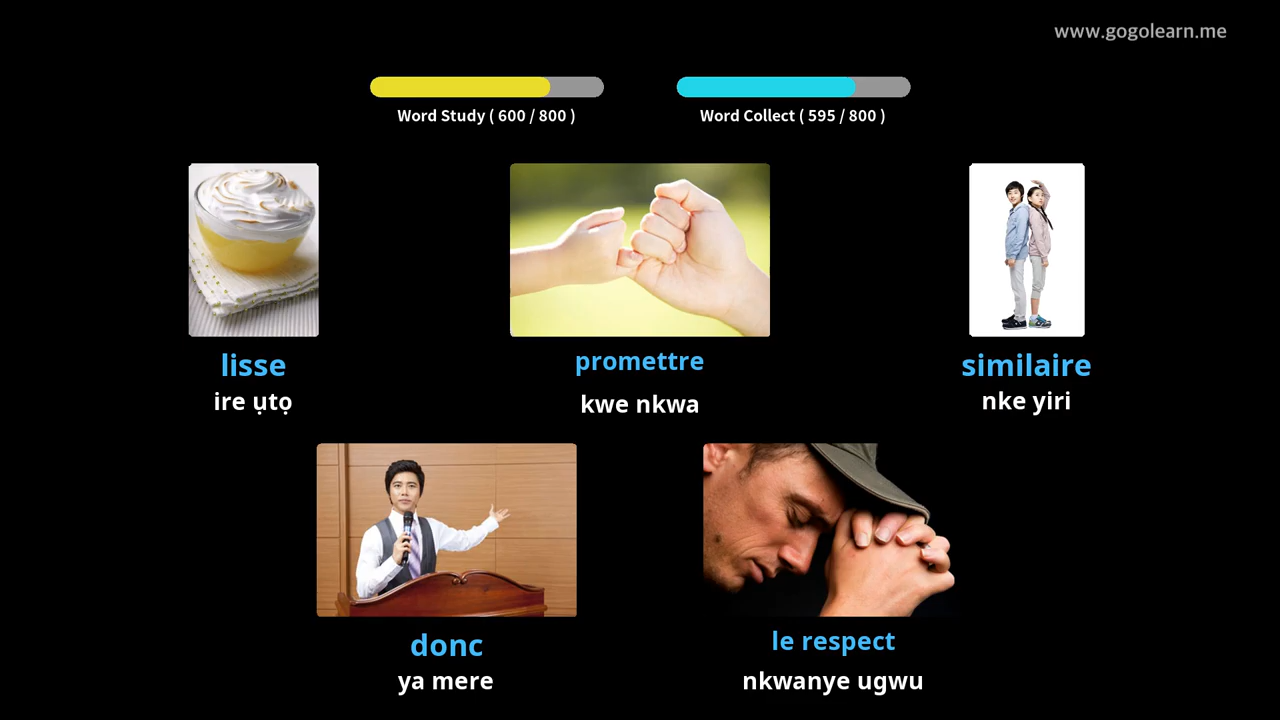 www.gogolearn.me
Word Study ( 600 / 800 )
Word Collect ( 595 / 800 )
lisse
ire ụtọ
promettre
kwe nkwa
similaire
nke yiri
donc
ya mere
le respect
nkwanye ugwu